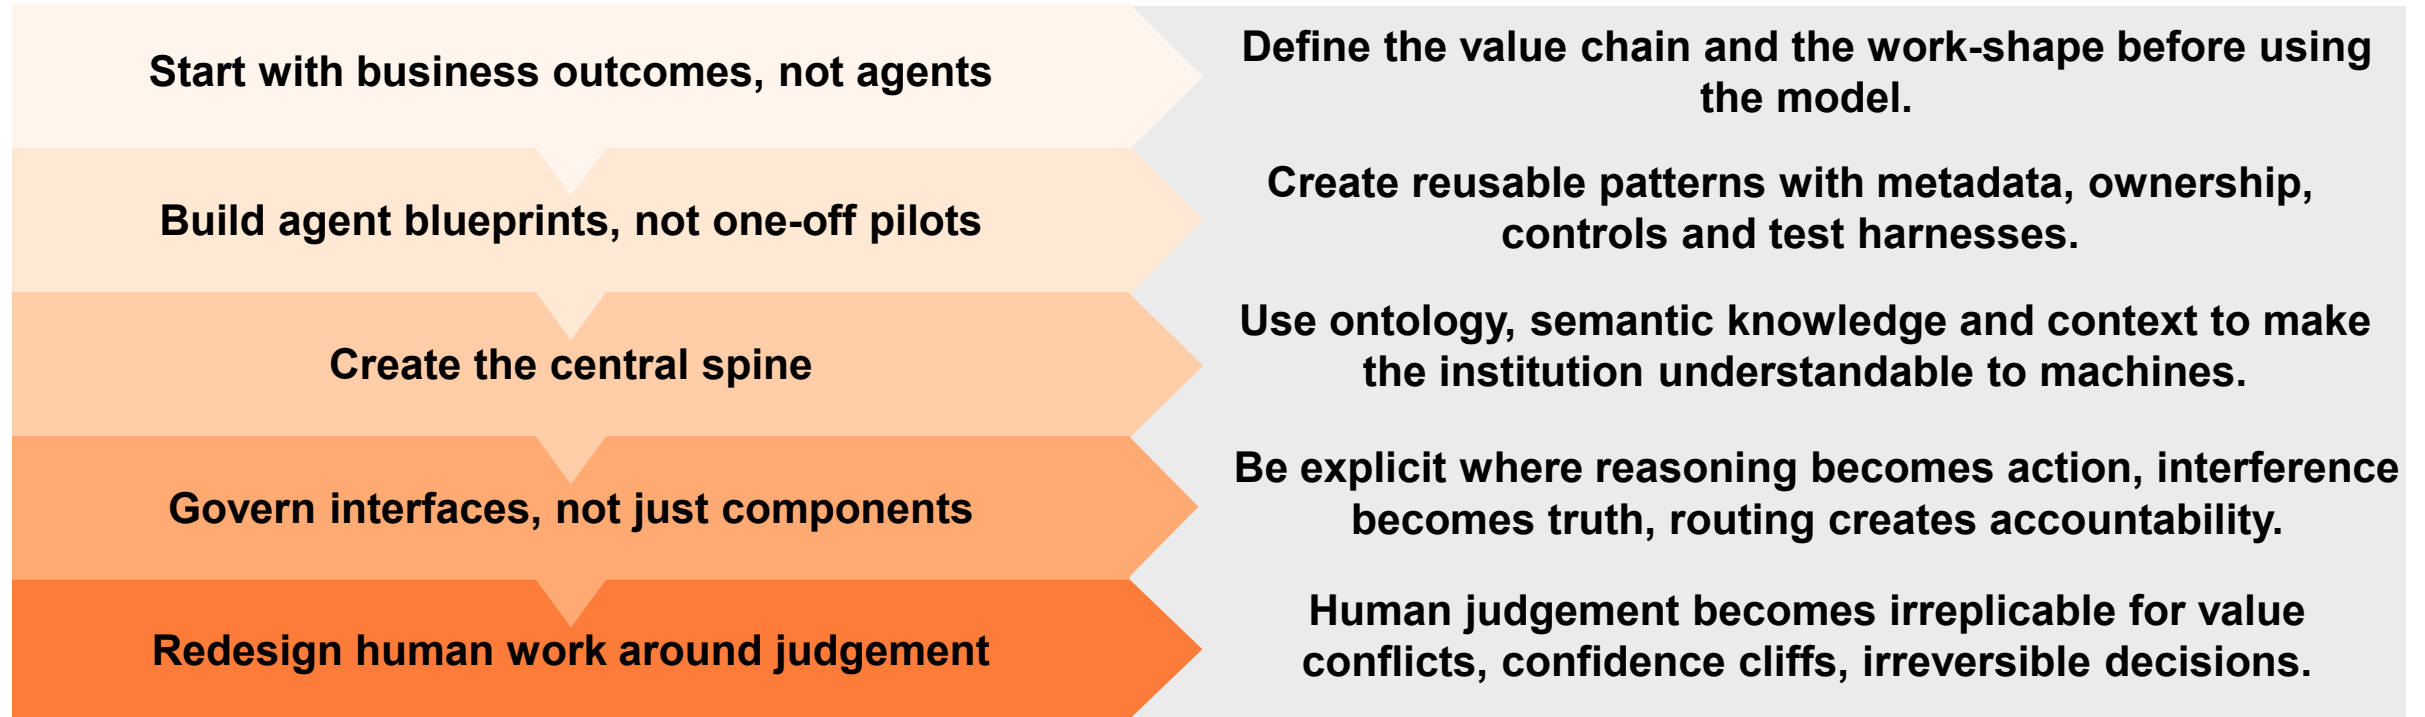 Start with business outcomes, not agents
Define the value chain and the work-shape before using
the model.
Build agent blueprints, not one-off pilots
Create reusable patterns with metadata, ownership,
controls and test harnesses.
Create the central spine
Use ontology, semantic knowledge and context to make
the institution understandable to machines.
Govern interfaces, not just components
Be explicit where reasoning becomes action, interference
becomes truth, routing creates accountability.
Redesign human work around judgement
Human judgement becomes irreplicable for value
conflicts, confidence cliffs, irreversible decisions.